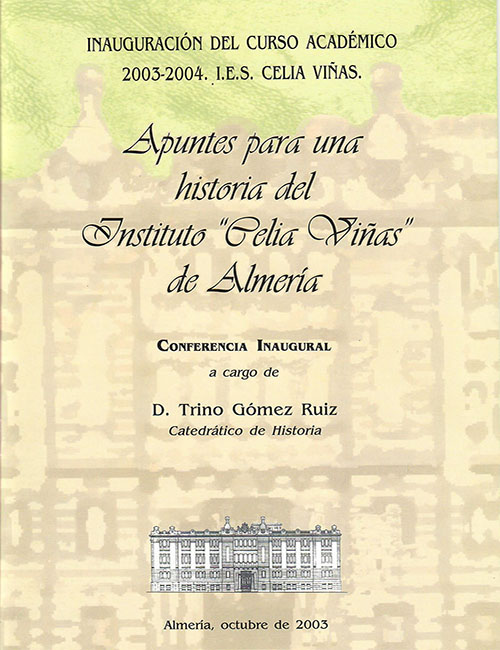 INAUGURACIÓN DEL CURSO ACADÉMICO
2003-2004. I.E.S. CELIA VIÑAS.
Apuntes para una
historia del
Instituto "Celia Viñas"
de Almería
CONFERENCIA INAUGURAL
a cargo de
D. Trino Gómez Ruiz
Catedrático de Historia
Almería, octubre de 2003